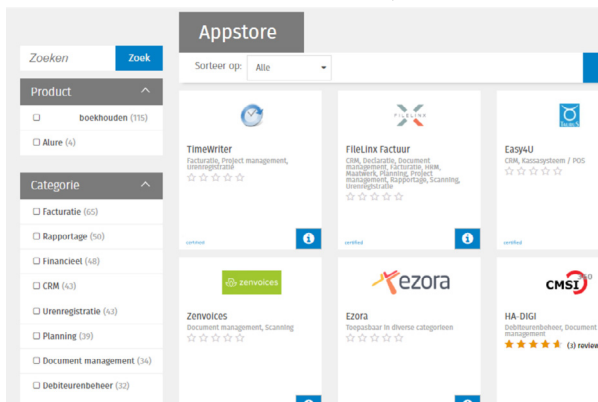 Appstore
Zoeken
Zoek
Sorteer op:
Alle
Product
boekhouden (115)
Alure (4)
Categorie
Facturatie (65)
Rapportage (50)
Financieel (48)
CRM (43)
Urenregistratie (43)
Planning (39)
Document management (34)
Debiteurenbeheer (32)
TimeWriter
Facturatie, Project management,
Urenregistratie
certified
FILELINX
FileLinx Factuur
CRM, Declaratie, Document
management, Facturatie, HRM,
Maatwerk, Planning, Project
management, Rapportage, Scanning,
Urenregistratie
certified
Easy4U
CRM, Kassasysteem / POS
certified
zenvoices
Zenvoices
Document management, Scanning
ezora
Ezora
Toepasbaar in diverse categorieen
CMSI 360
HA-DIGI
Debiteurenbeheer, Document
management
(3) review